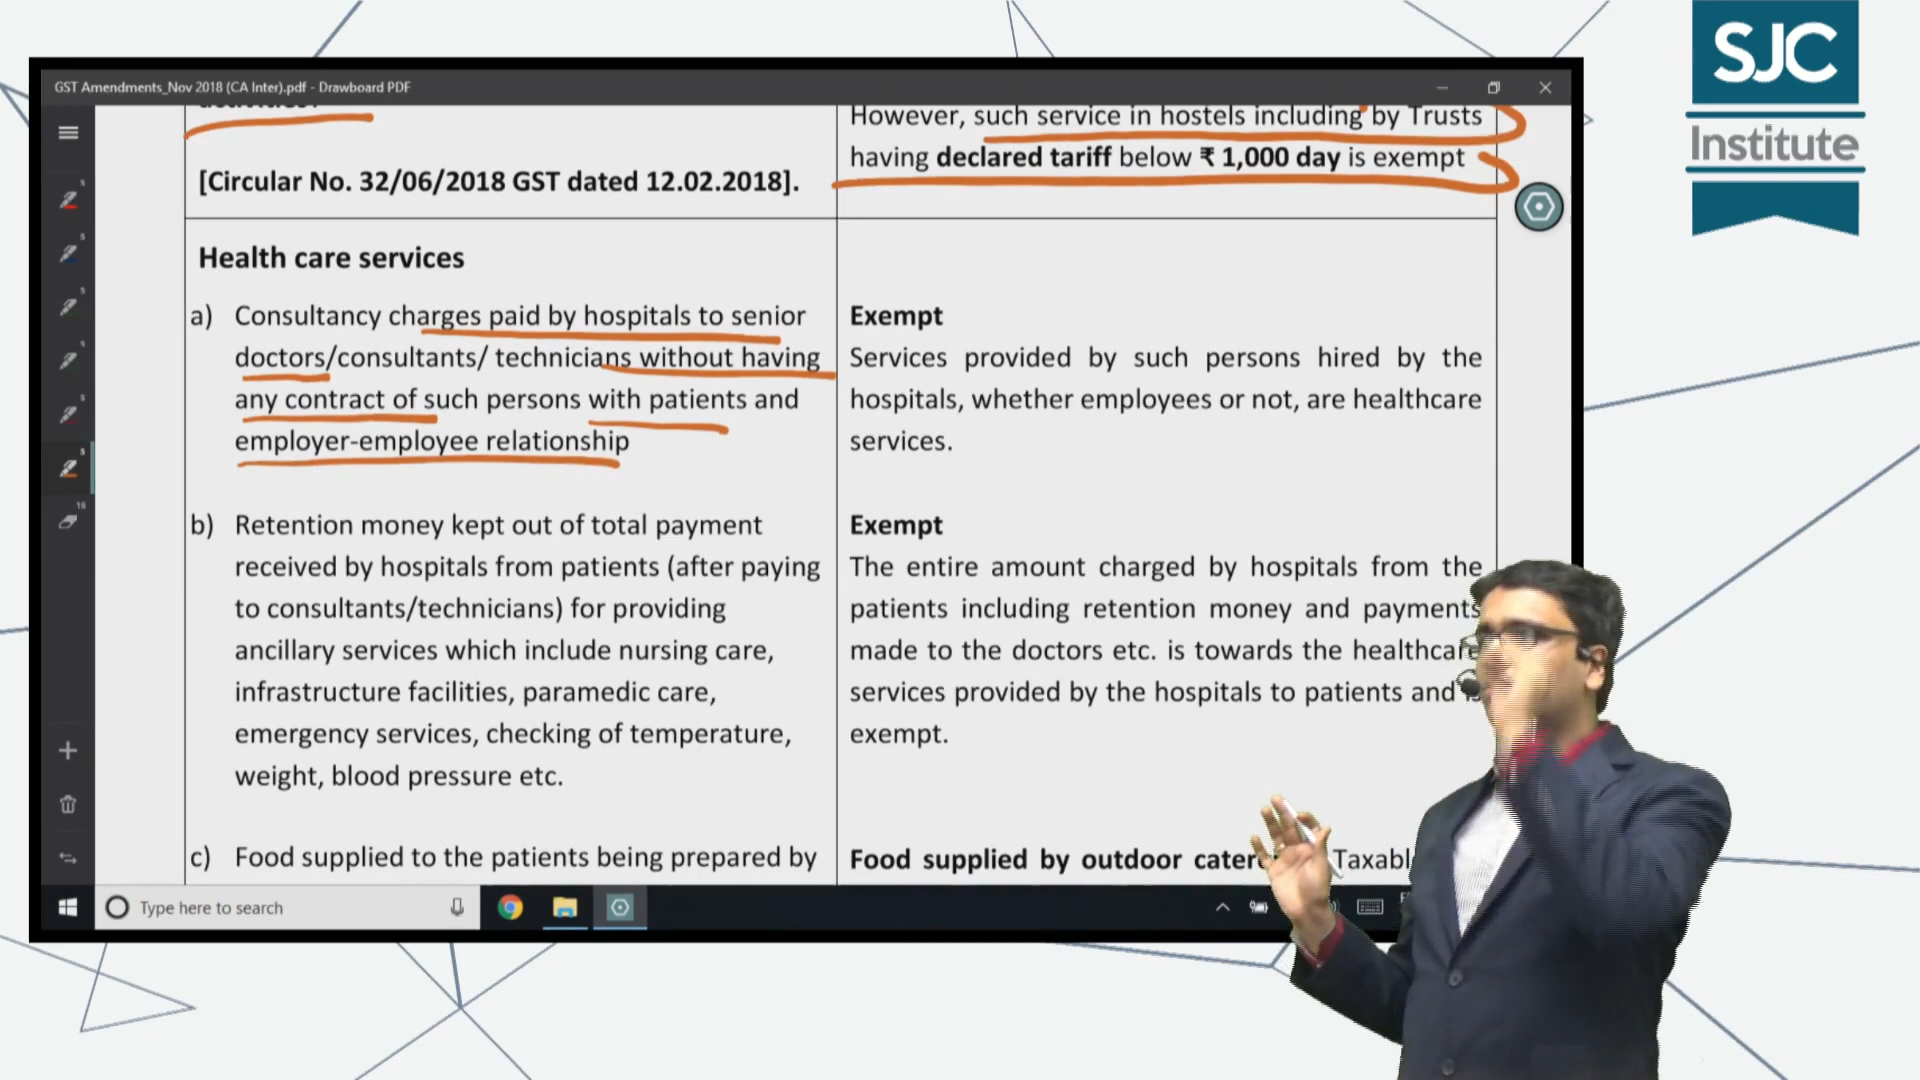 GST Amendments_Nov 2018 (CA Inter).pdf - Drawboard PDF
SJC
Institute
However, such service in hostels including by Trusts
having declared tariff below ₹ 1,000 day is exempt
[Circular No. 32/06/2018 GST dated 12.02.2018].
Health care services
a) Consultancy charges paid by hospitals to senior
doctors/consultants/ technicians without having
any contract of such persons with patients and
employer-employee relationship
Exempt
Services provided by such persons hired by the
hospitals, whether employees or not, are healthcare
services.
b) Retention money kept out of total payment
received by hospitals from patients (after paying
to consultants/technicians) for providing
ancillary services which include nursing care,
infrastructure facilities, paramedic care,
emergency services, checking of temperature,
weight, blood pressure etc.
Exempt
The entire amount charged by hospitals from the
patients including retention money and payments
made to the doctors etc. is towards the healthcare
services provided by the hospitals to patients and is
exempt.
c) Food supplied to the patients being prepared by
Food supplied by outdoor
Type here to search
5
5
5
5
5
5
16